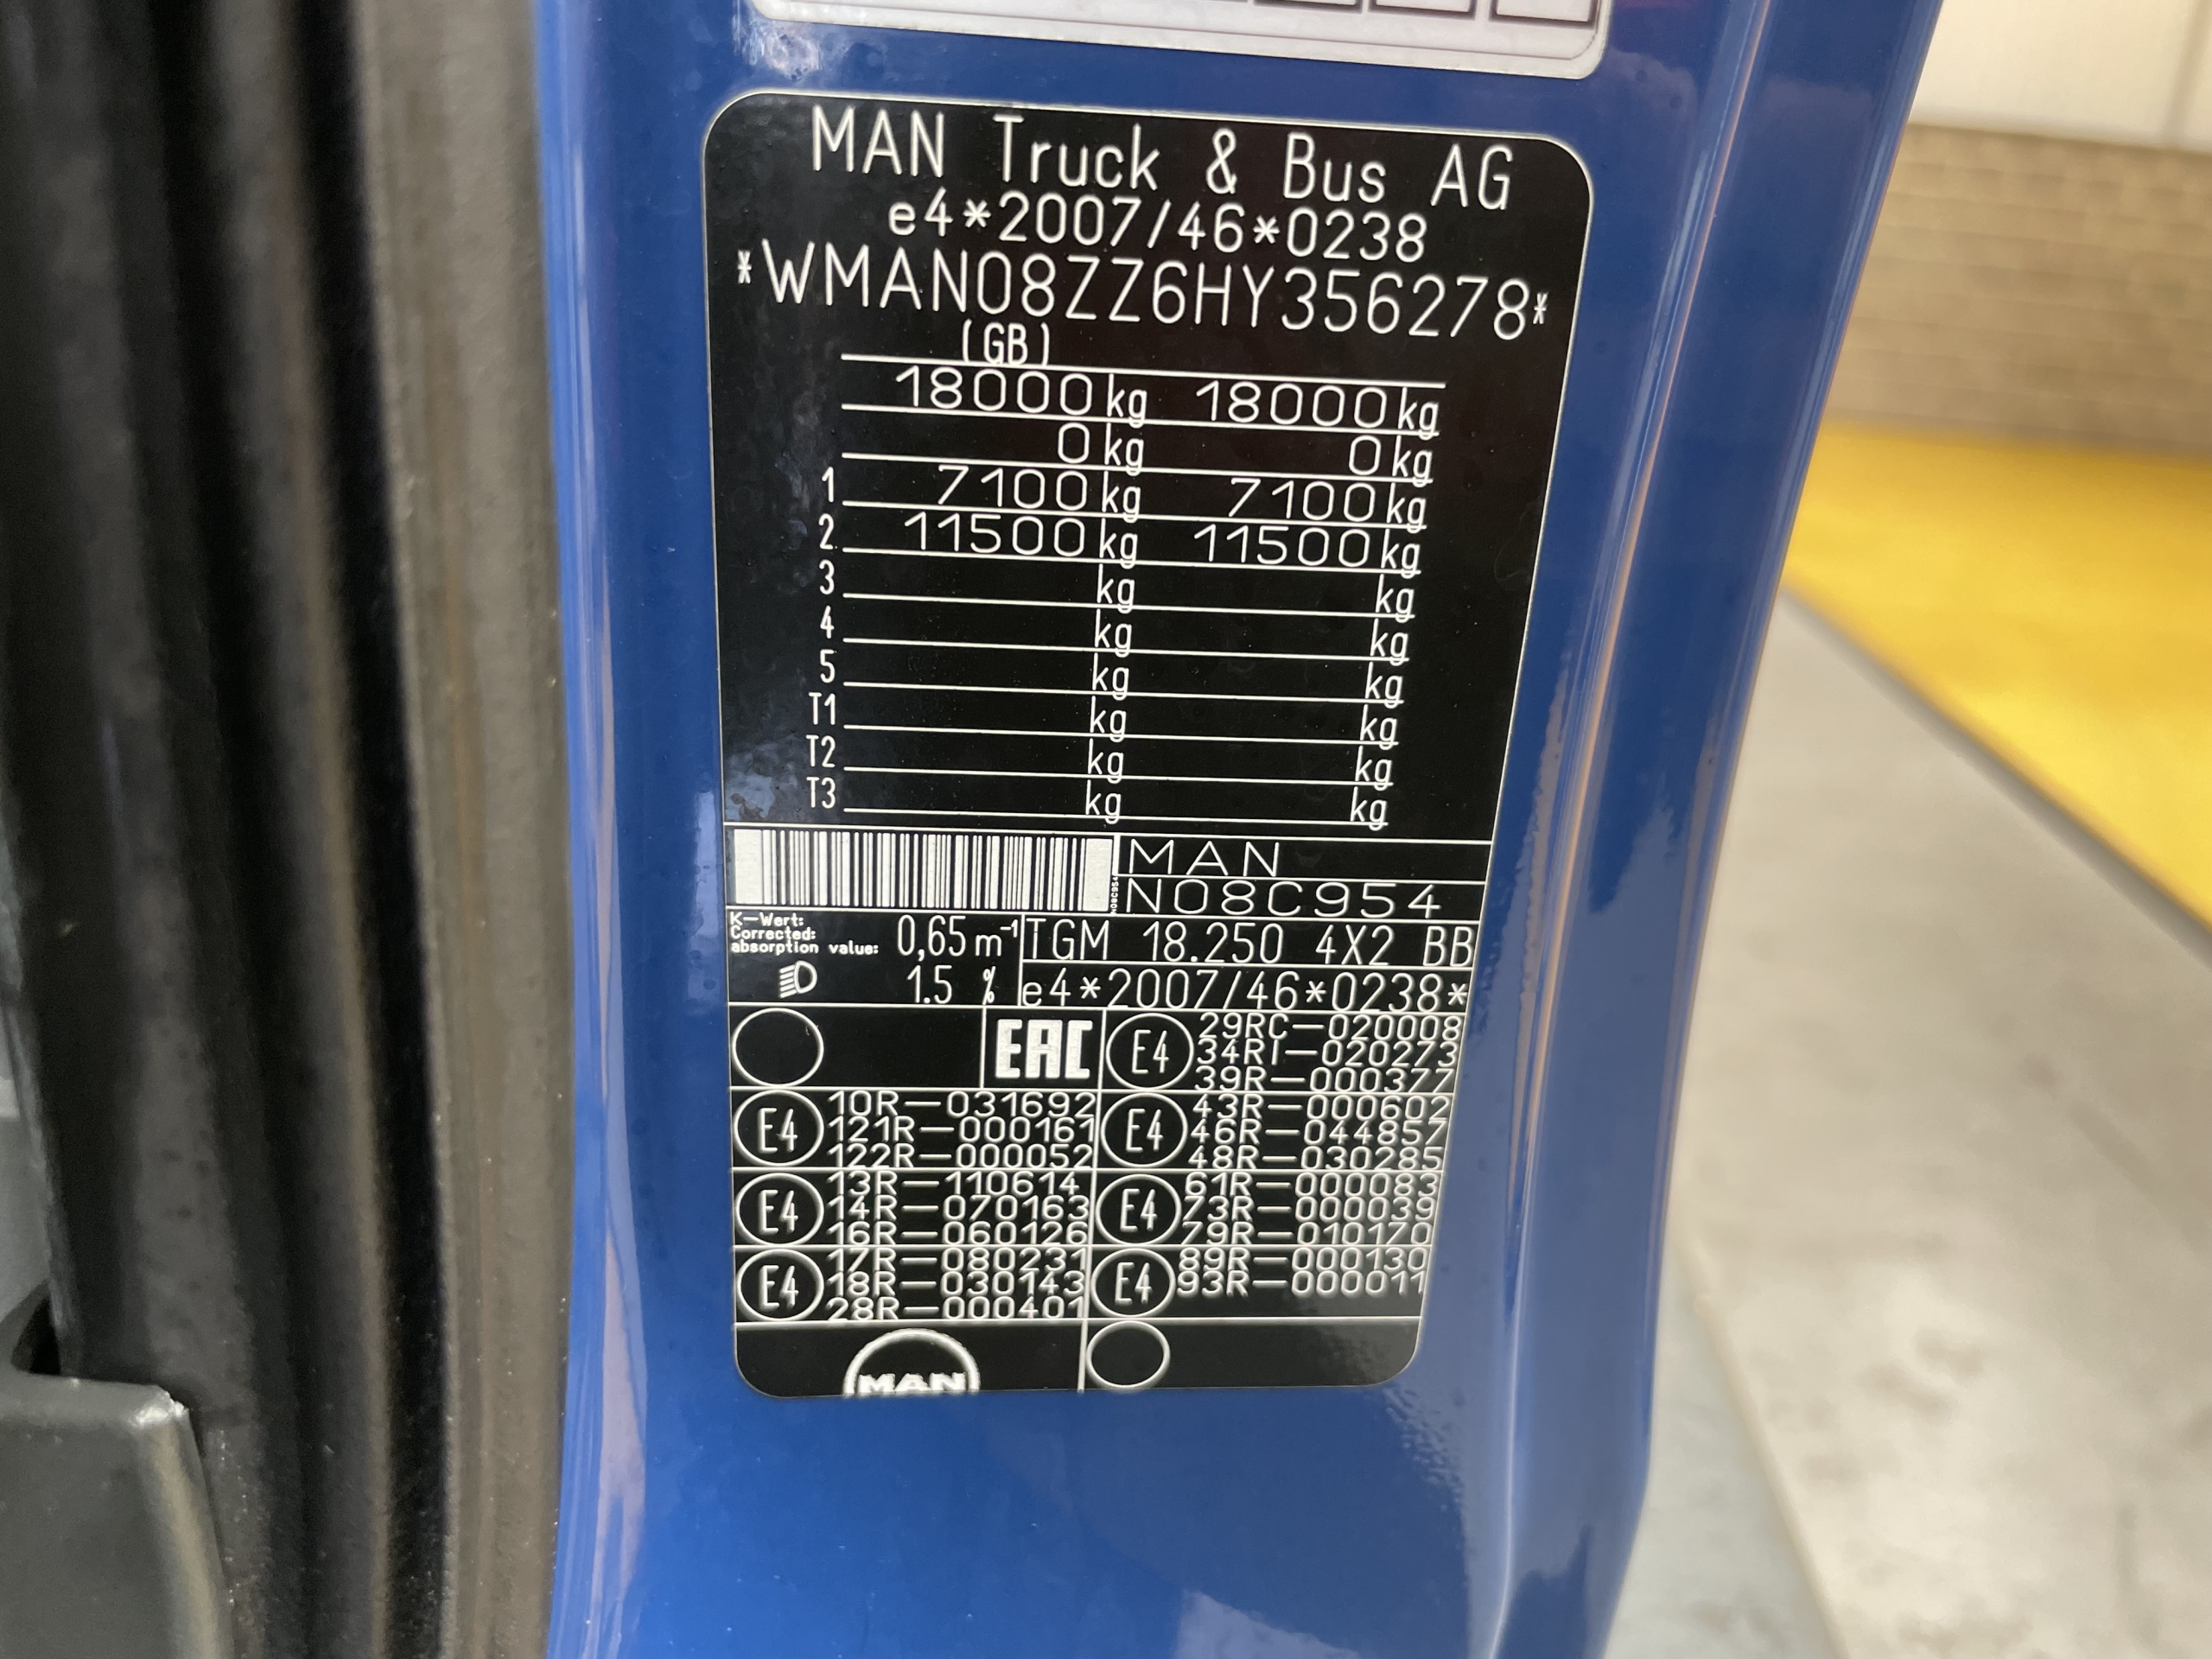 MAN Truck & Bus AG
e4*2007/46*0238
*WMAN08ZZ6HY356278*
(GB)
18000 kg 18000 kg
0 kg 0 kg
1 7100 kg 7100 kg
2 11500 kg 11500 kg
3 kg kg
4 kg kg
5 kg kg
T1 kg kg
T2 kg kg
T3 kg kg
MAN
N08C954
N08C954
K-Wert:
Corrected:
absorption value: 0,65 m⁻¹
TGM 18.250 4X2 BB
1.5 %
e4*2007/46*0238*
EAC
E4
29RC-020008
34RI-020273
39R-000377
E4
10R-031692
121R-000161
122R-000052
E4
43R-000602
46R-044857
48R-030285
E4
13R-110614
14R-070163
16R-060126
E4
61R-000083
73R-000039
79R-010170
E4
17R-080231
18R-030143
28R-000401
E4
89R-000130
93R-000011
MAN